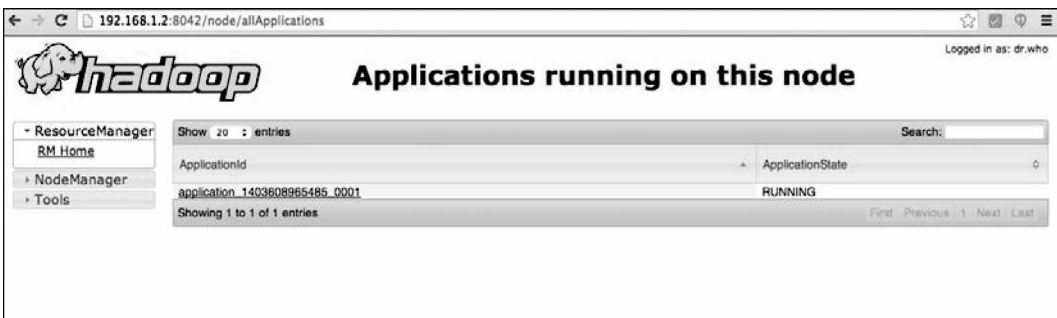 192.168.1.2:8042/node/allApplications
Logged in as: dr.who
hadoop
Applications running on this node
ResourceManager
RM Home
NodeManager
Tools
Show 20 entries
Search:
ApplicationId
ApplicationState
application_1403608965485_0001
RUNNING
Showing 1 to 1 of 1 entries
First Previous 1 Next Last